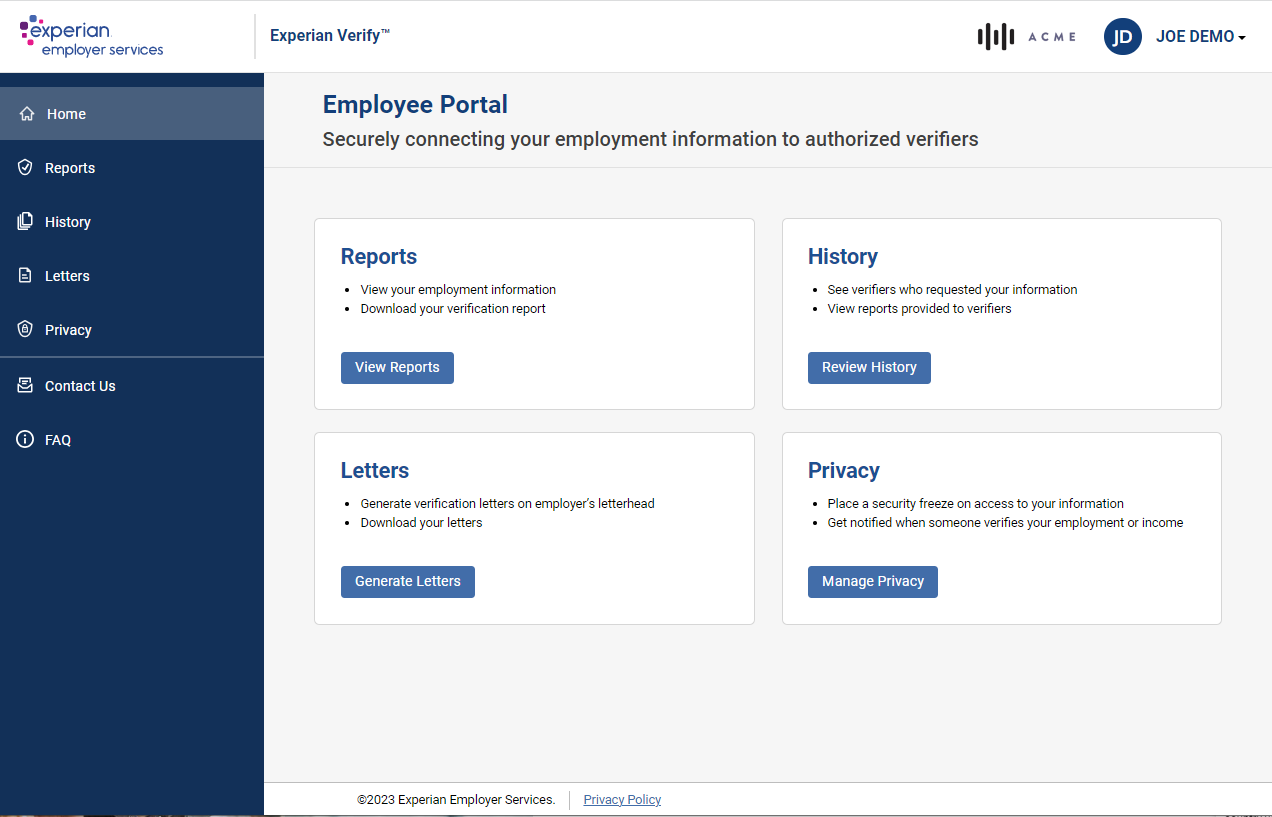 experian
employer services
Experian Verify™
ACME
JD
JOE DEMO
Home
Reports
History
Letters
Privacy
Contact Us
FAQ
Employee Portal
Securely connecting your employment information to authorized verifiers
Reports
View your employment information
Download your verification report
View Reports
History
See verifiers who requested your information
View reports provided to verifiers
Review History
Letters
Generate verification letters on employer's letterhead
Download your letters
Generate Letters
Privacy
Place a security freeze on access to your information
Get notified when someone verifies your employment or income
Manage Privacy
©2023 Experian Employer Services.
Privacy Policy